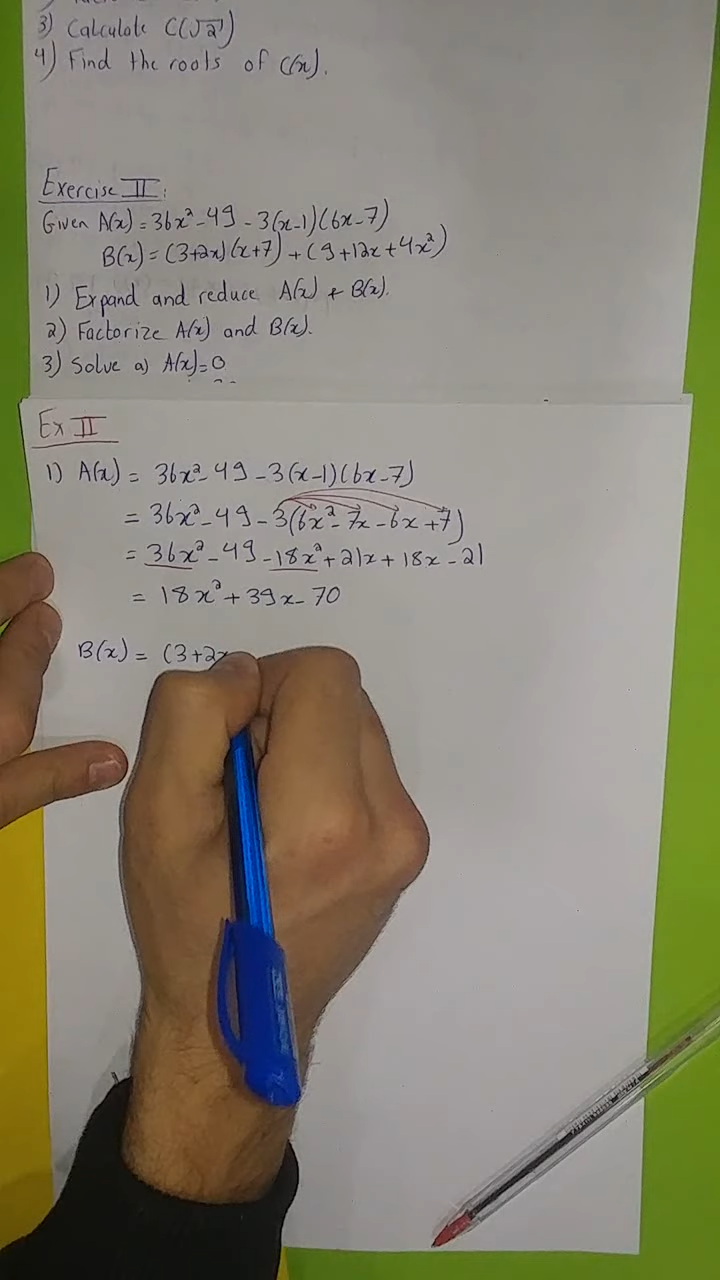 3) Calculate C(√2)
4) Find the roots of C(x).
Exercise II:
Given A(x) = 36x² - 49 - 3(x-1)(6x-7)
B(x) = (3+2x)(x+7) + (9+12x+4x²)
1) Expand and reduce A(x) & B(x).
2) Factorize A(x) and B(x).
3) Solve a) A(x)=0
Ex II
1) A(x) = 36x² - 49 - 3(x-1)(6x-7)
= 36x² - 49 - 3(6x² - 7x - 6x + 7)
= 36x² - 49 - 18x² + 21x + 18x - 21
= 18x² + 39x - 70
B(x) = (3+2x